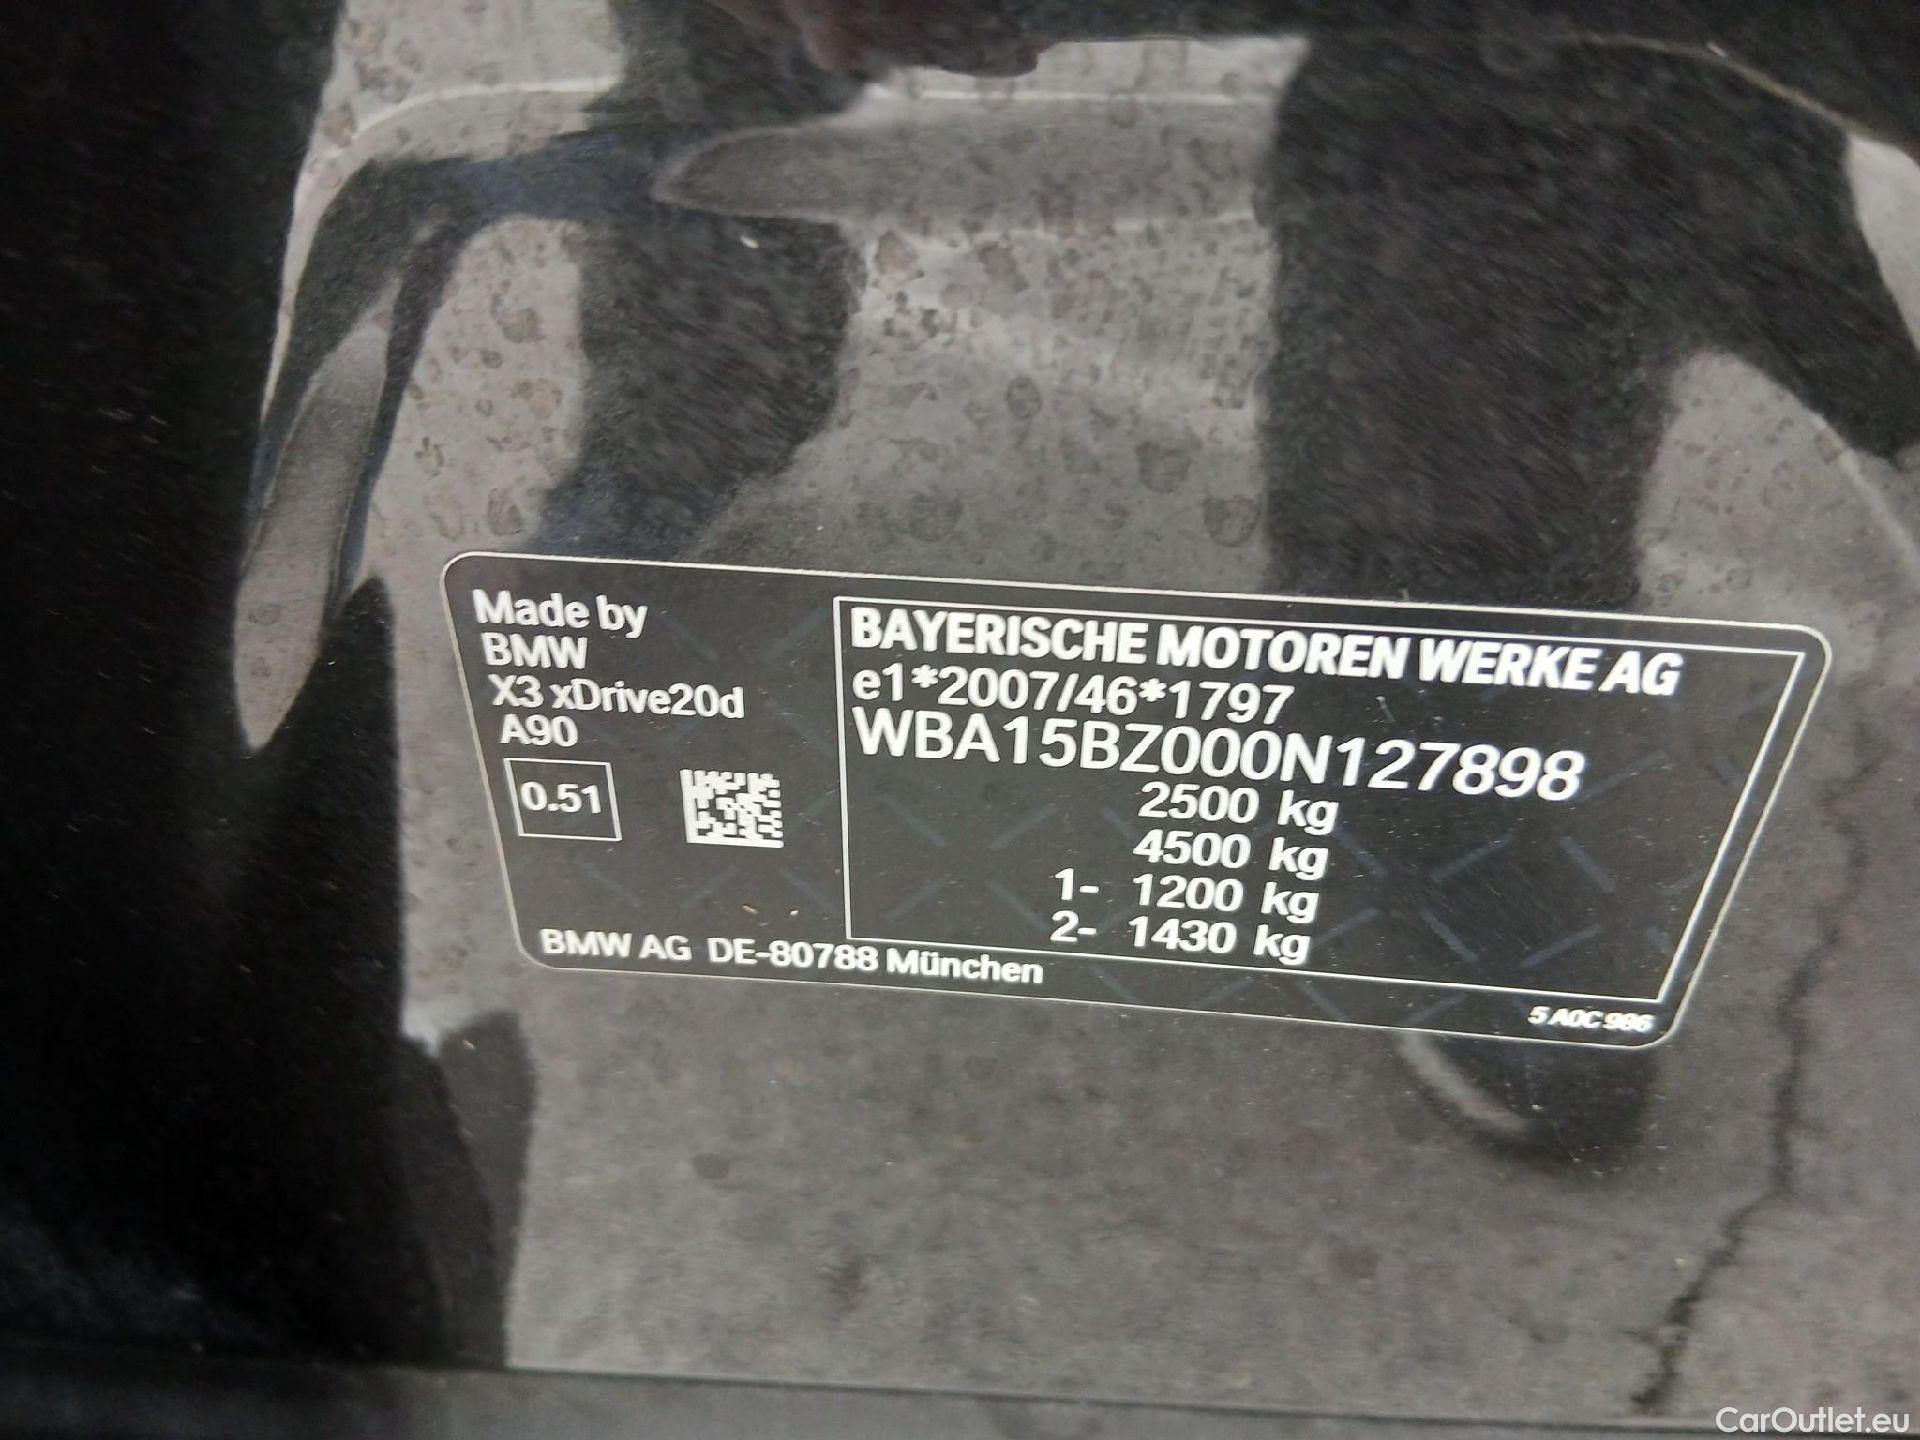 Made by
BMW
X3 xDrive20d
A90
0.51
BAYERISCHE MOTOREN WERKE AG
e1*2007/46*1797
WBA15BZ000N127898
2500 kg
4500 kg
1- 1200 kg
2- 1430 kg
BMW AG DE-80788 München
5 A0C 986
CarOutlet.eu